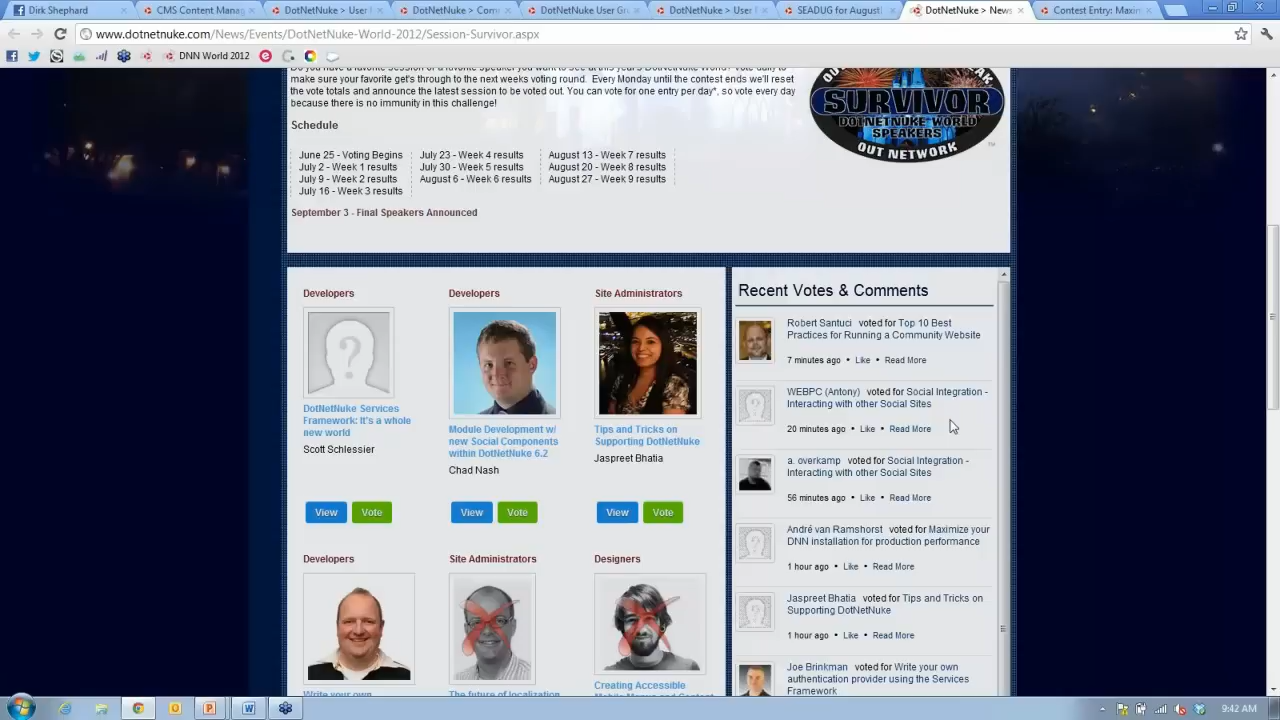 Dirk Shephard
CMS Content Manag
DotNetNuke > User
DotNetNuke > Com
DotNetNuke User Gr
DotNetNuke > User
SEADUG for August
DotNetNuke > News
Contest Entry: Maxim
www.dotnetnuke.com/News/Events/DotNetNuke-World-2012/Session-Survivor.aspx
DNN World 2012
make sure your favorite get's through to the next weeks voting round. Every Monday until the contest ends we'll reset
the vote totals and announce the latest session to be voted out. You can vote for one entry per day*, so vote every day
because there is no immunity in this challenge!
SURVIVOR
DOTNETNUKE WORLD
SPEAKERS
OUT NETWORK
Schedule
June 25 - Voting Begins
July 2 - Week 1 results
July 9 - Week 2 results
July 16 - Week 3 results
July 23 - Week 4 results
July 30 - Week 5 results
August 6 - Week 6 results
August 13 - Week 7 results
August 20 - Week 8 results
August 27 - Week 9 results
September 3 - Final Speakers Announced
Developers
DotNetNuke Services
Framework: It's a whole
new world
Scott Schlessier
View Vote
Developers
Module Development w/
new Social Components
within DotNetNuke 6.2
Chad Nash
View Vote
Site Administrators
Tips and Tricks on
Supporting DotNetNuke
Jaspreet Bhatia
View Vote
Developers
Write your own
Site Administrators
The future of localization
Designers
Creating Accessible
Recent Votes & Comments
Robert Santuci voted for Top 10 Best
Practices for Running a Community Website
7 minutes ago • Like • Read More
WEBPC (Antony) voted for Social Integration -
Interacting with other Social Sites
20 minutes ago • Like • Read More
a. overkamp voted for Social Integration -
Interacting with other Social Sites
56 minutes ago • Like • Read More
André van Ramshorst voted for Maximize your
DNN installation for production performance
1 hour ago • Like • Read More
Jaspreet Bhatia voted for Tips and Tricks on
Supporting DotNetNuke
1 hour ago • Like • Read More
Joe Brinkman voted for Write your own
authentication provider using the Services
Framework
9:42 AM